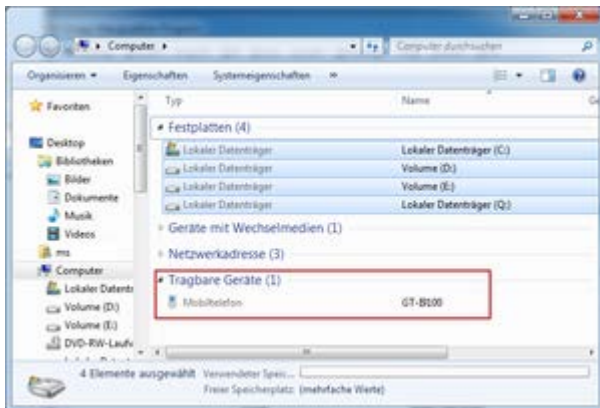 Computer
Computer durchsuchen
Organisieren
Eigenschaften
Systemeigenschaften
»
Typ
Name
Favoriten
Festplatten (4)
Lokaler Datenträger Lokaler Datenträger (C:)
Lokaler Datenträger Volume (D:)
Lokaler Datenträger Volume (E:)
Lokaler Datenträger Lokaler Datenträger (Q:)
Geräte mit Wechselmedien (1)
Netzwerkadresse (3)
Tragbare Geräte (1)
Mobiltelefon
Desktop
Bibliotheken
Bilder
Dokumente
Musik
Videos
ms
Computer
Lokaler Datentr
Volume (D:)
Volume (E:)
DVD-RW-Laufw
4 Elemente ausgewählt Verwendeter Speic...
Freier Speicherplatz: (mehrfache Werte)